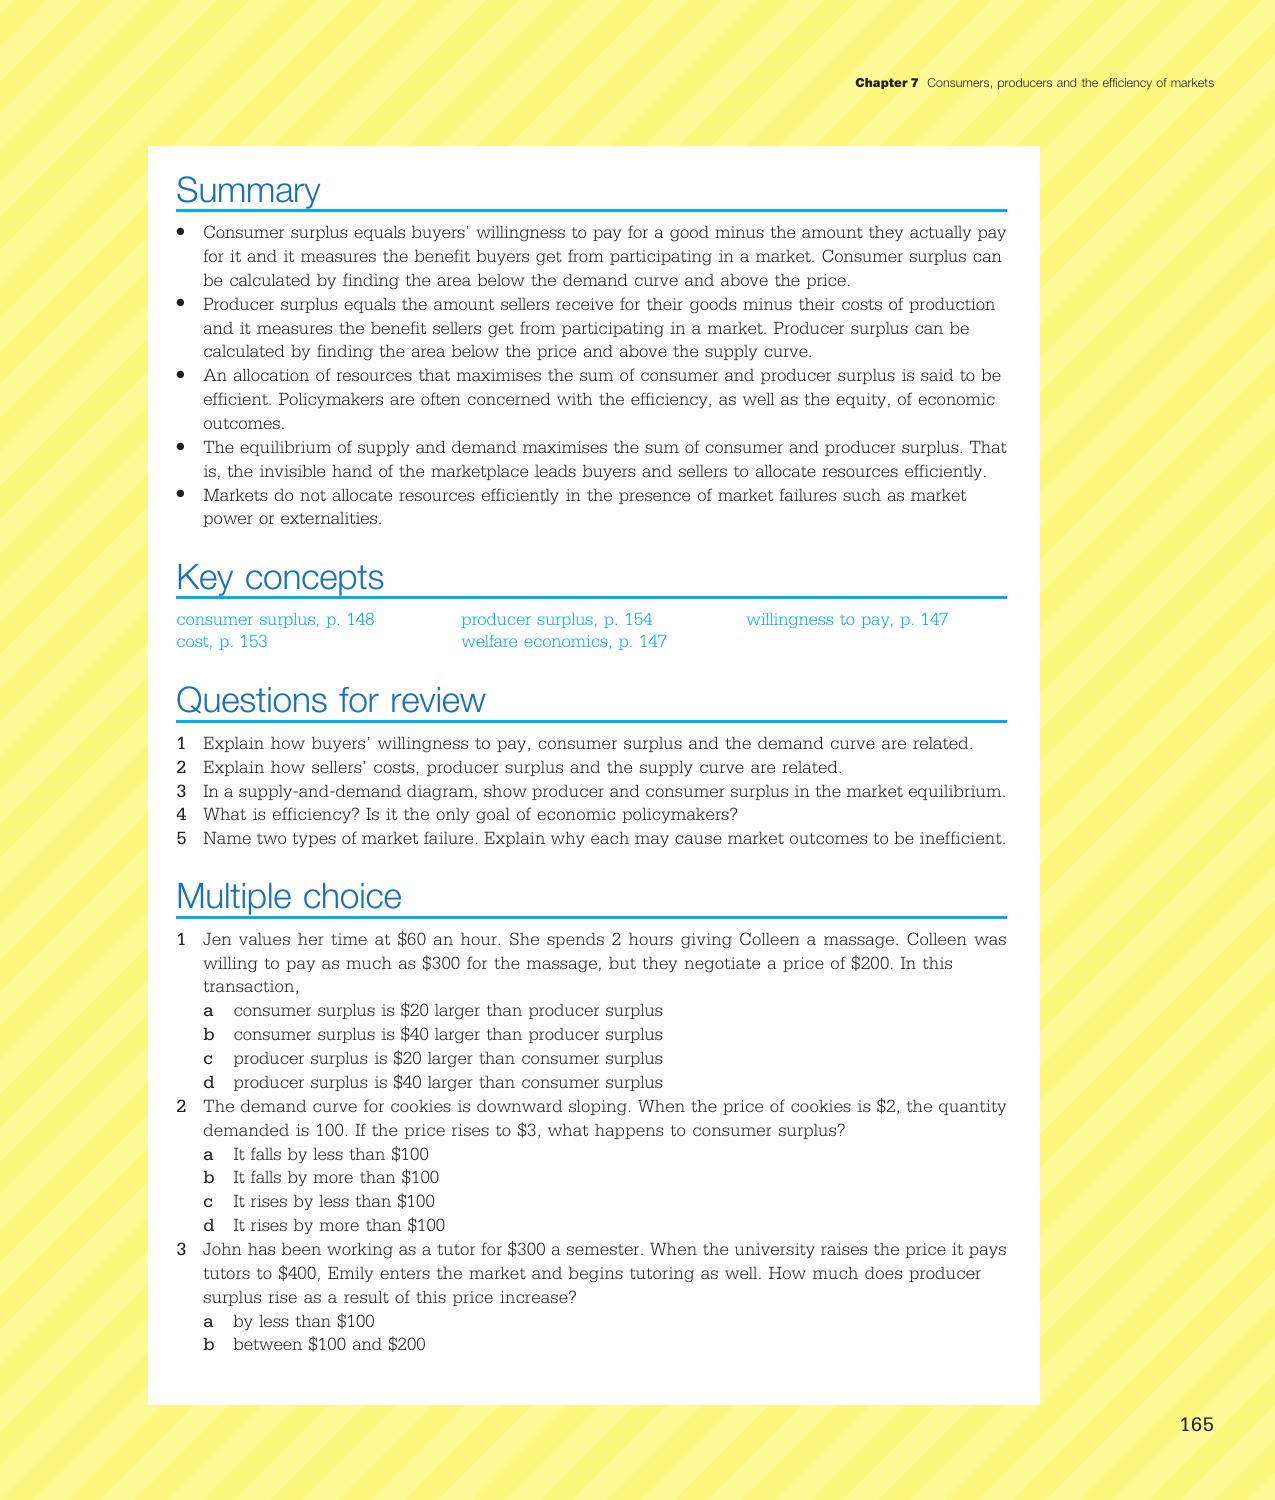 Chapter 7 Consumers, producers and the efficiency of markets
Summary
• Consumer surplus equals buyers’ willingness to pay for a good minus the amount they actually pay
for it and it measures the benefit buyers get from participating in a market. Consumer surplus can
be calculated by finding the area below the demand curve and above the price.
• Producer surplus equals the amount sellers receive for their goods minus their costs of production
and it measures the benefit sellers get from participating in a market. Producer surplus can be
calculated by finding the area below the price and above the supply curve.
• An allocation of resources that maximises the sum of consumer and producer surplus is said to be
efficient. Policymakers are often concerned with the efficiency, as well as the equity, of economic
outcomes.
• The equilibrium of supply and demand maximises the sum of consumer and producer surplus. That
is, the invisible hand of the marketplace leads buyers and sellers to allocate resources efficiently.
• Markets do not allocate resources efficiently in the presence of market failures such as market
power or externalities.
Key concepts
consumer surplus, p. 148 producer surplus, p. 154 willingness to pay, p. 147
cost, p. 153 welfare economics, p. 147
Questions for review
1 Explain how buyers’ willingness to pay, consumer surplus and the demand curve are related.
2 Explain how sellers’ costs, producer surplus and the supply curve are related.
3 In a supply-and-demand diagram, show producer and consumer surplus in the market equilibrium.
4 What is efficiency? Is it the only goal of economic policymakers?
5 Name two types of market failure. Explain why each may cause market outcomes to be inefficient.
Multiple choice
1 Jen values her time at $60 an hour. She spends 2 hours giving Colleen a massage. Colleen was
willing to pay as much as $300 for the massage, but they negotiate a price of $200. In this
transaction,
a consumer surplus is $20 larger than producer surplus
b consumer surplus is $40 larger than producer surplus
c producer surplus is $20 larger than consumer surplus
d producer surplus is $40 larger than consumer surplus
2 The demand curve for cookies is downward sloping. When the price of cookies is $2, the quantity
demanded is 100. If the price rises to $3, what happens to consumer surplus?
a It falls by less than $100
b It falls by more than $100
c It rises by less than $100
d It rises by more than $100
3 John has been working as a tutor for $300 a semester. When the university raises the price it pays
tutors to $400, Emily enters the market and begins tutoring as well. How much does producer
surplus rise as a result of this price increase?
a by less than $100
b between $100 and $200
165